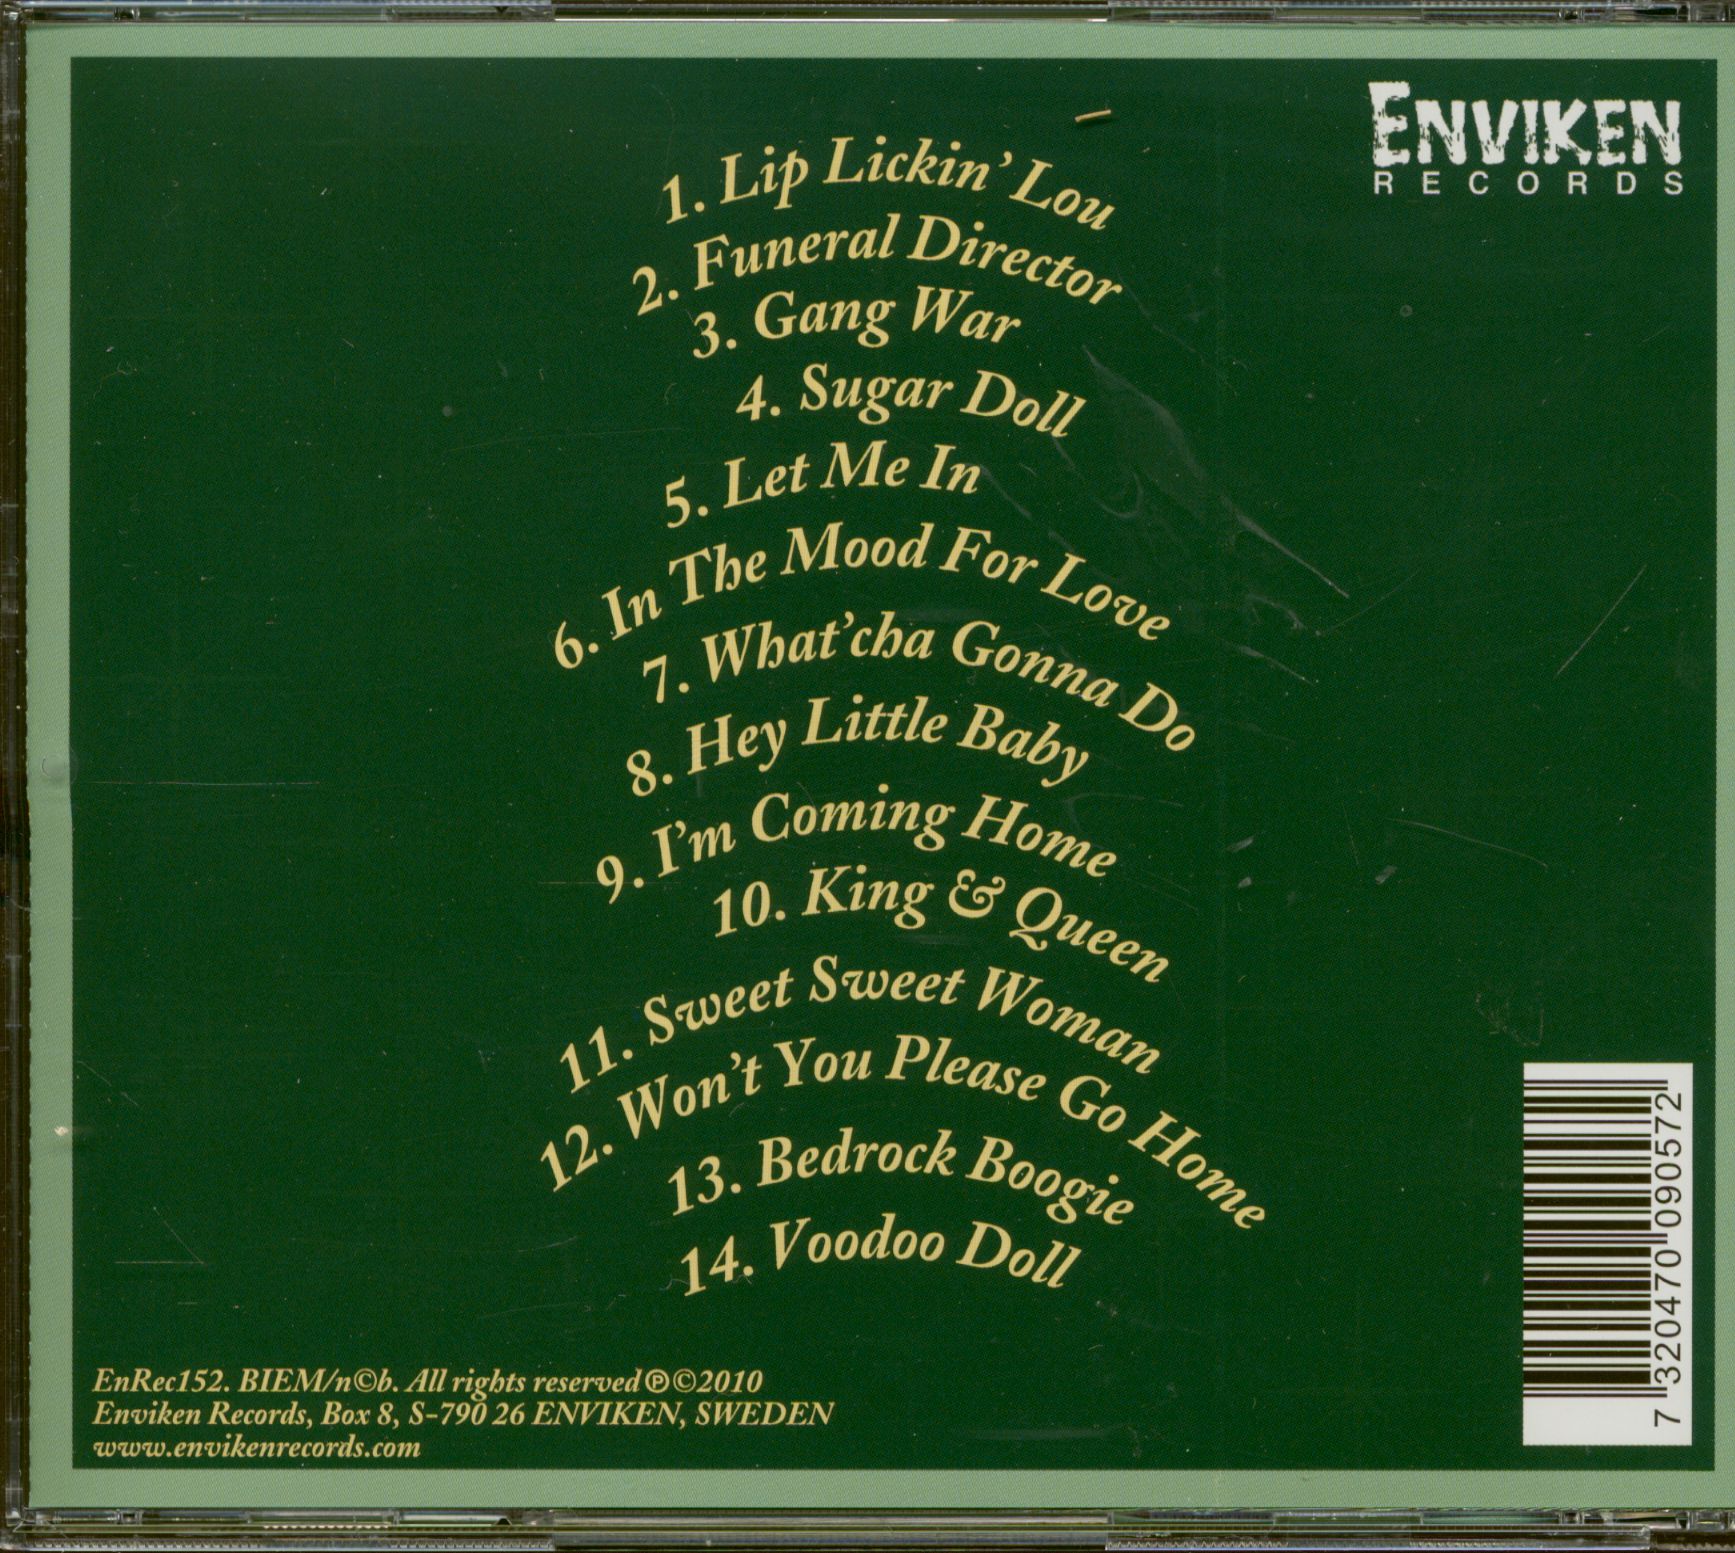 ENVIKEN
RECORDS
1. Lip Lickin' Lou
2. Funeral Director
3. Gang War
4. Sugar Doll
5. Let Me In
6. In The Mood For Love
7. What'cha Gonna Do
8. Hey Little Baby
9. I'm Coming Home
10. King & Queen
11. Sweet Sweet Woman
12. Won't You Please Go Home
13. Bedrock Boogie
14. Voodoo Doll
EnRec152. BIEM/n©b. All rights reserved ℗©2010
Enviken Records, Box 8, S-790 26 ENVIKEN, SWEDEN
www.envikenrecords.com
7 320470 090572